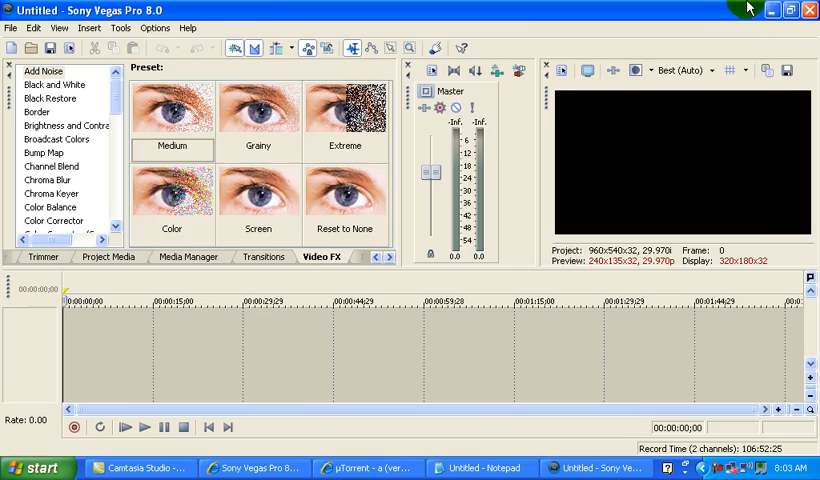 Untitled - Sony Vegas Pro 8.0
File Edit View Insert Tools Options Help
Add Noise
Black and White
Black Restore
Border
Brightness and Contra
Broadcast Colors
Bump Map
Channel Blend
Chroma Blur
Chroma Keyer
Color Balance
Color Corrector
Preset:
Medium Grainy Extreme
Color Screen Reset to None
Trimmer Project Media Media Manager Transitions Video FX
Master
-Inf. -Inf.
6
12
18
24
30
36
42
48
54
0.0 0.0
Best (Auto)
Project: 960x540x32, 29.970i Frame: 0
Preview: 240x135x32, 29.970p Display: 320x180x32
00:00:00;00
00:00:00;00 00:00:15;00 00:00:29;29 00:00:44;29 00:00:59;28 00:01:15;00 00:01:29;29 00:01:44;29 00:0
Rate: 0.00
00:00:00;00
Record Time (2 channels): 106:52:25
start Camtasia Studio -... Sony Vegas Pro 8... µTorrent - a (ver... Untitled - Notepad Untitled - Sony Ve... 8:03 AM